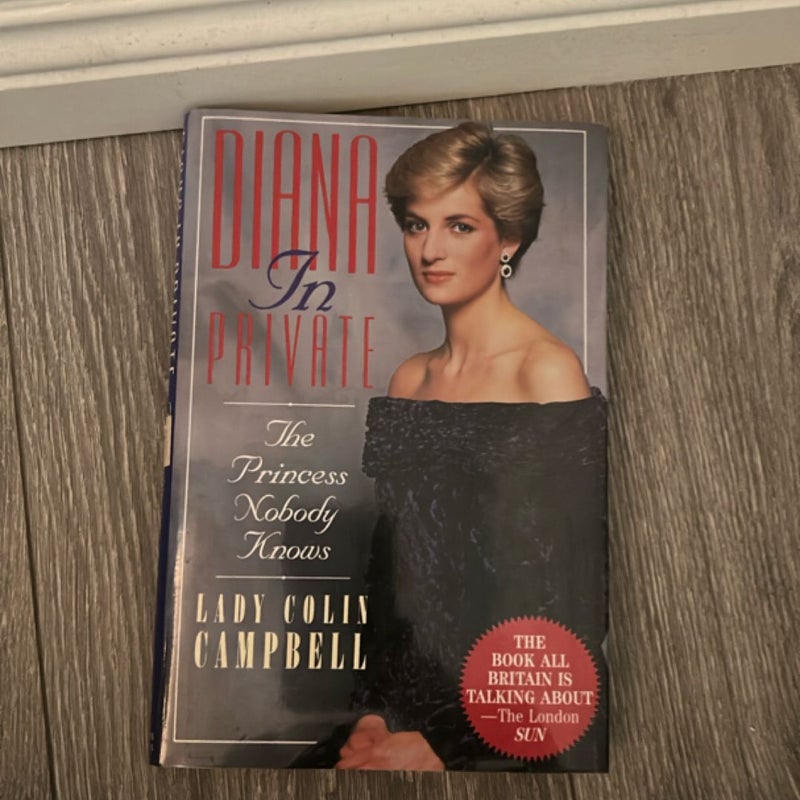 DIANA
In
PRIVATE
The
Princess
Nobody
Knows
LADY COLIN
CAMPBELL
THE
BOOK ALL
BRITAIN IS
TALKING ABOUT
—The London
SUN